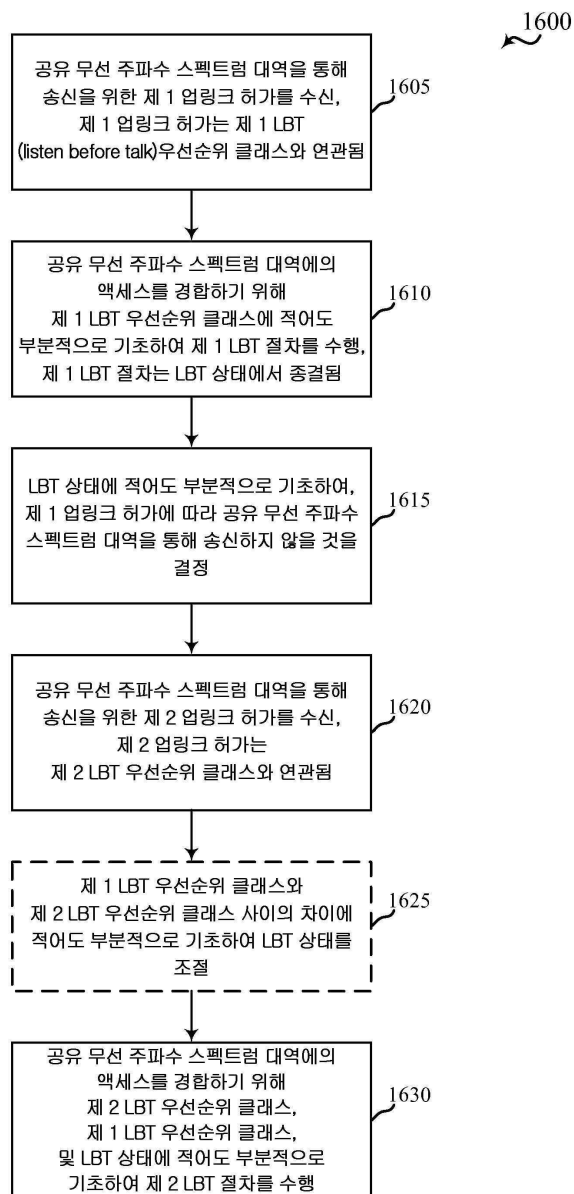 1600
공유 무선 주파수 스펙트럼 대역을 통해
송신을 위한 제 1 업링크 허가를 수신,
제 1 업링크 허가는 제 1 LBT
(listen before talk)우선순위 클래스와 연관됨
1605
공유 무선 주파수 스펙트럼 대역에의
액세스를 경합하기 위해
제 1 LBT 우선순위 클래스에 적어도
부분적으로 기초하여 제 1 LBT 절차를 수행,
제 1 LBT 절차는 LBT 상태에서 종결됨
1610
LBT 상태에 적어도 부분적으로 기초하여,
제 1 업링크 허가에 따라 공유 무선 주파수
스펙트럼 대역을 통해 송신하지 않을 것을
결정
1615
공유 무선 주파수 스펙트럼 대역을 통해
송신을 위한 제 2 업링크 허가를 수신,
제 2 업링크 허가는
제 2 LBT 우선순위 클래스와 연관됨
1620
제 1 LBT 우선순위 클래스와
제 2 LBT 우선순위 클래스 사이의 차이에
적어도 부분적으로 기초하여 LBT 상태를
조절
1625
공유 무선 주파수 스펙트럼 대역에의
액세스를 경합하기 위해
제 2 LBT 우선순위 클래스,
제 1 LBT 우선순위 클래스,
및 LBT 상태에 적어도 부분적으로
기초하여 제 2 LBT 절차를 수행
1630